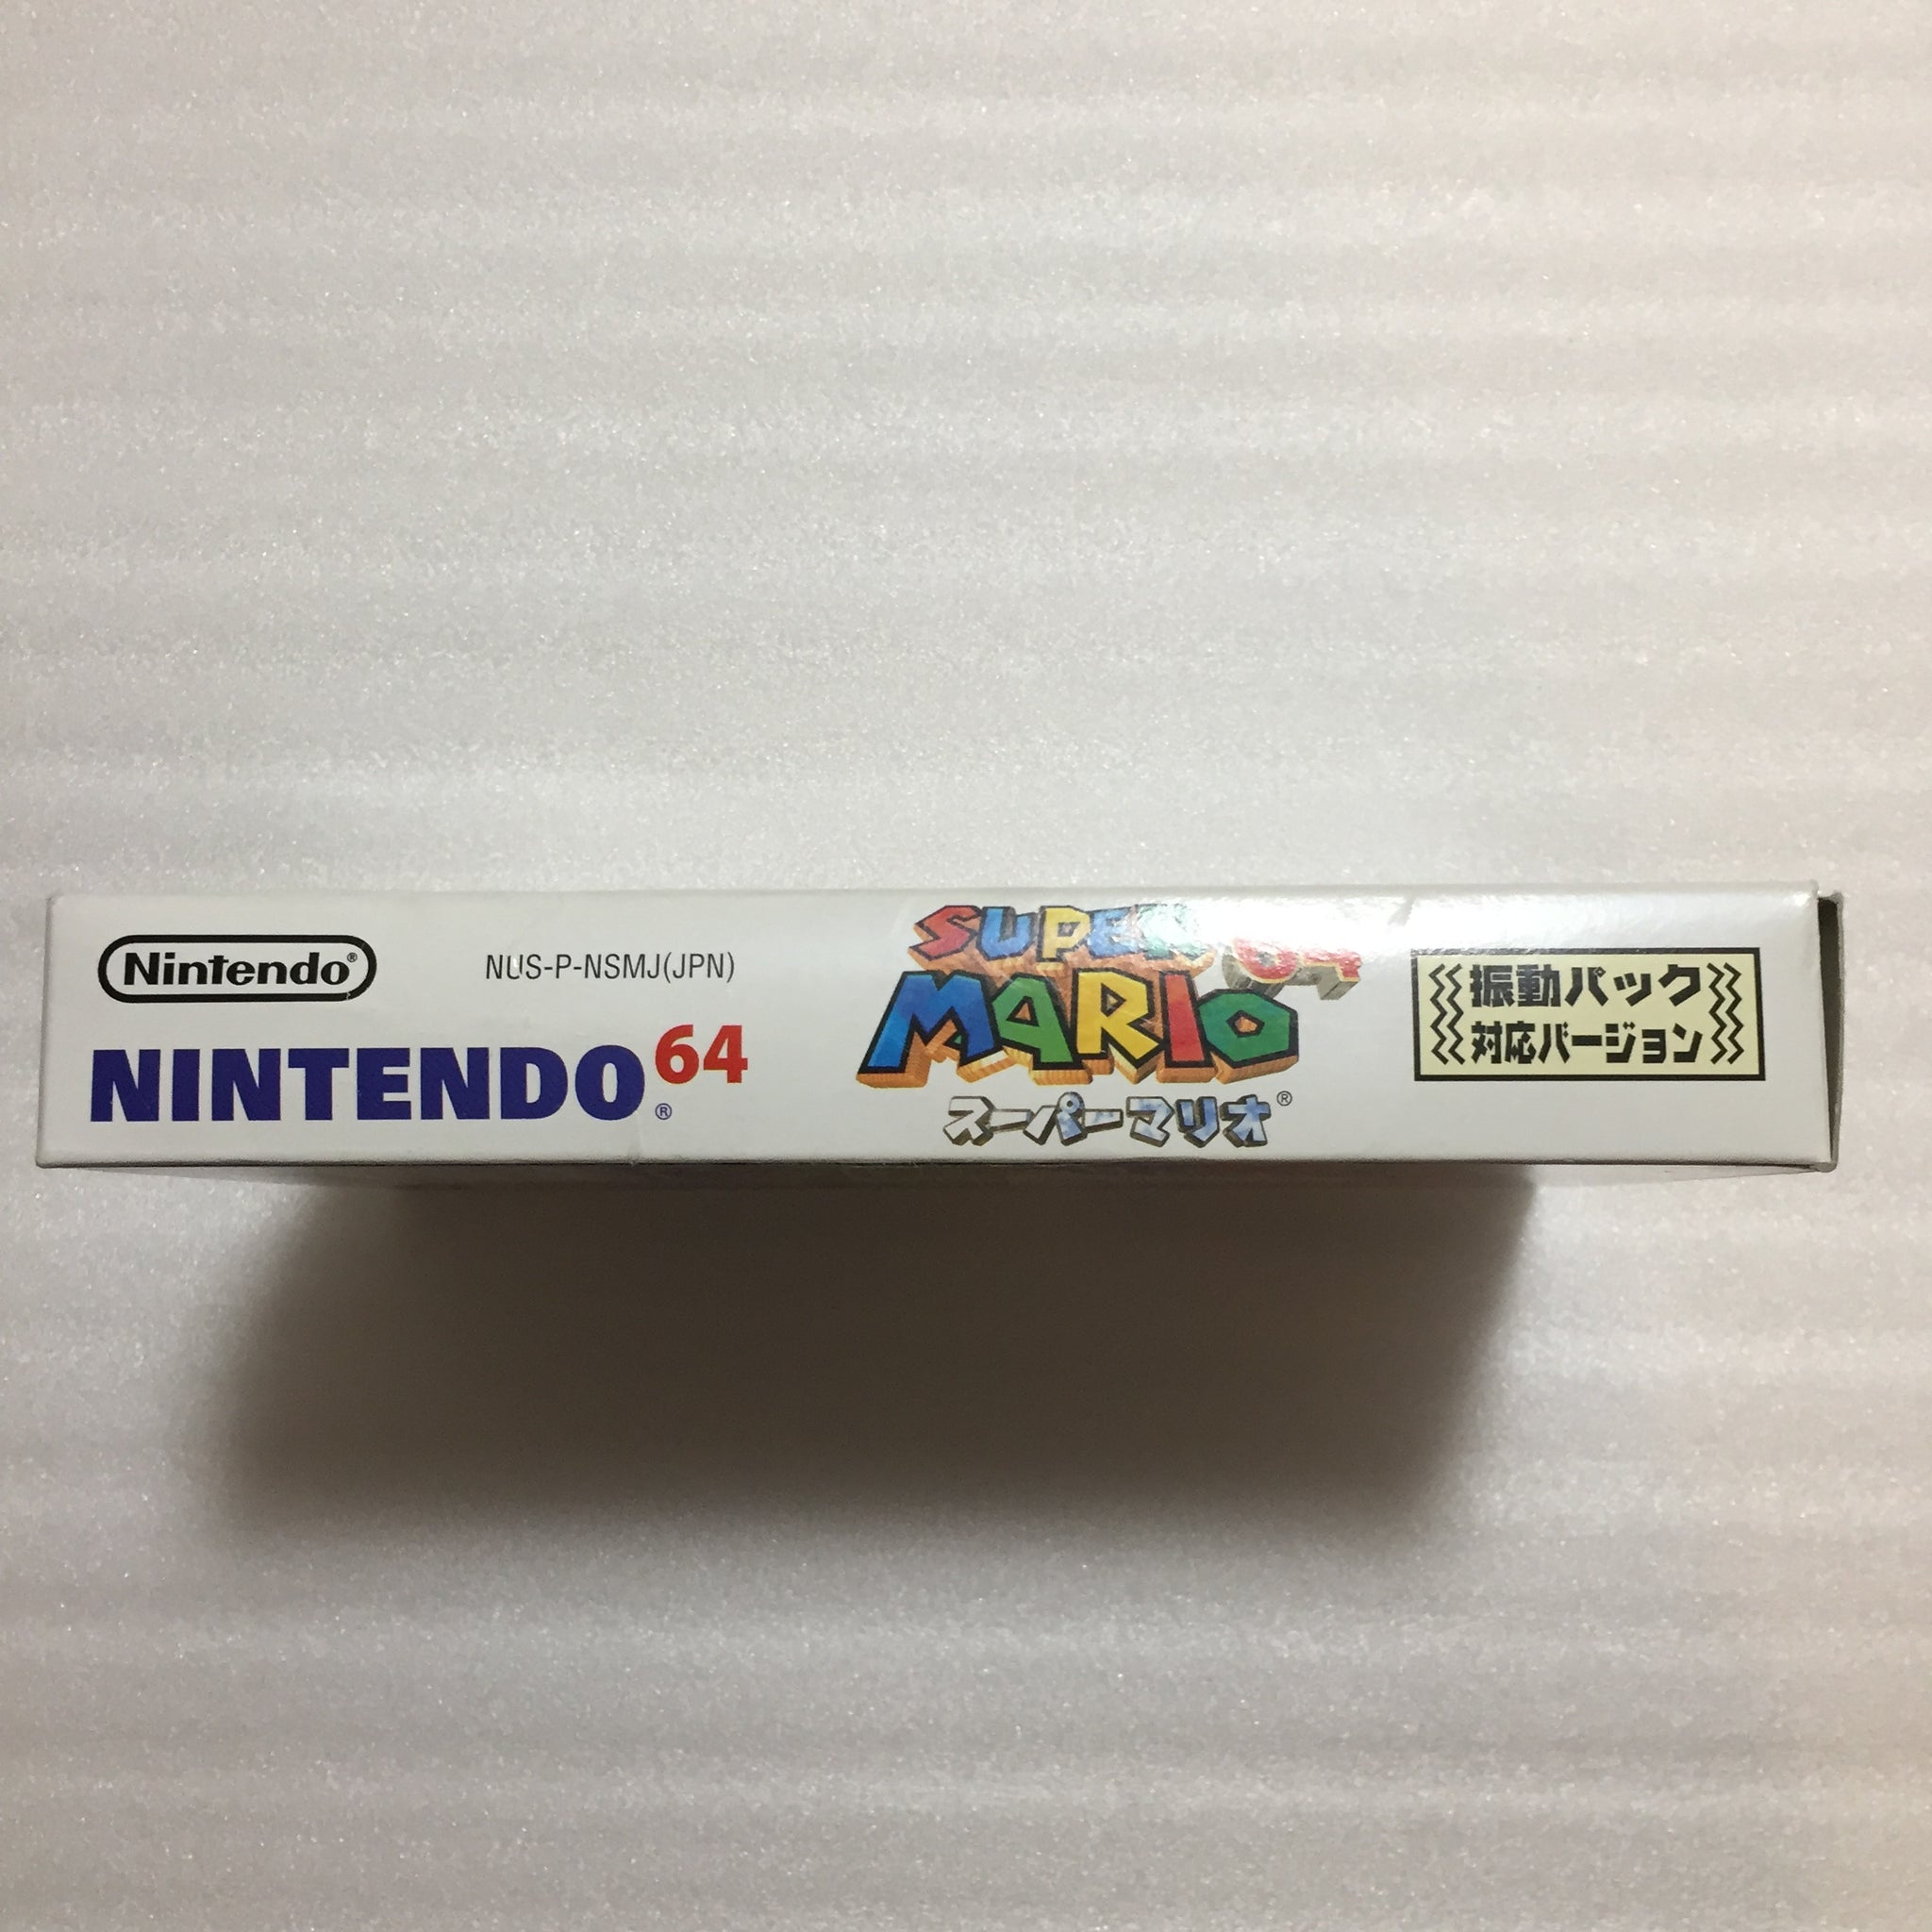 Nintendo®
NUS-P-NSMJ(JPN)
NINTENDO64®
SUPER
MARIO 64
スーパーマリオ®
振動パック
対応バージョン